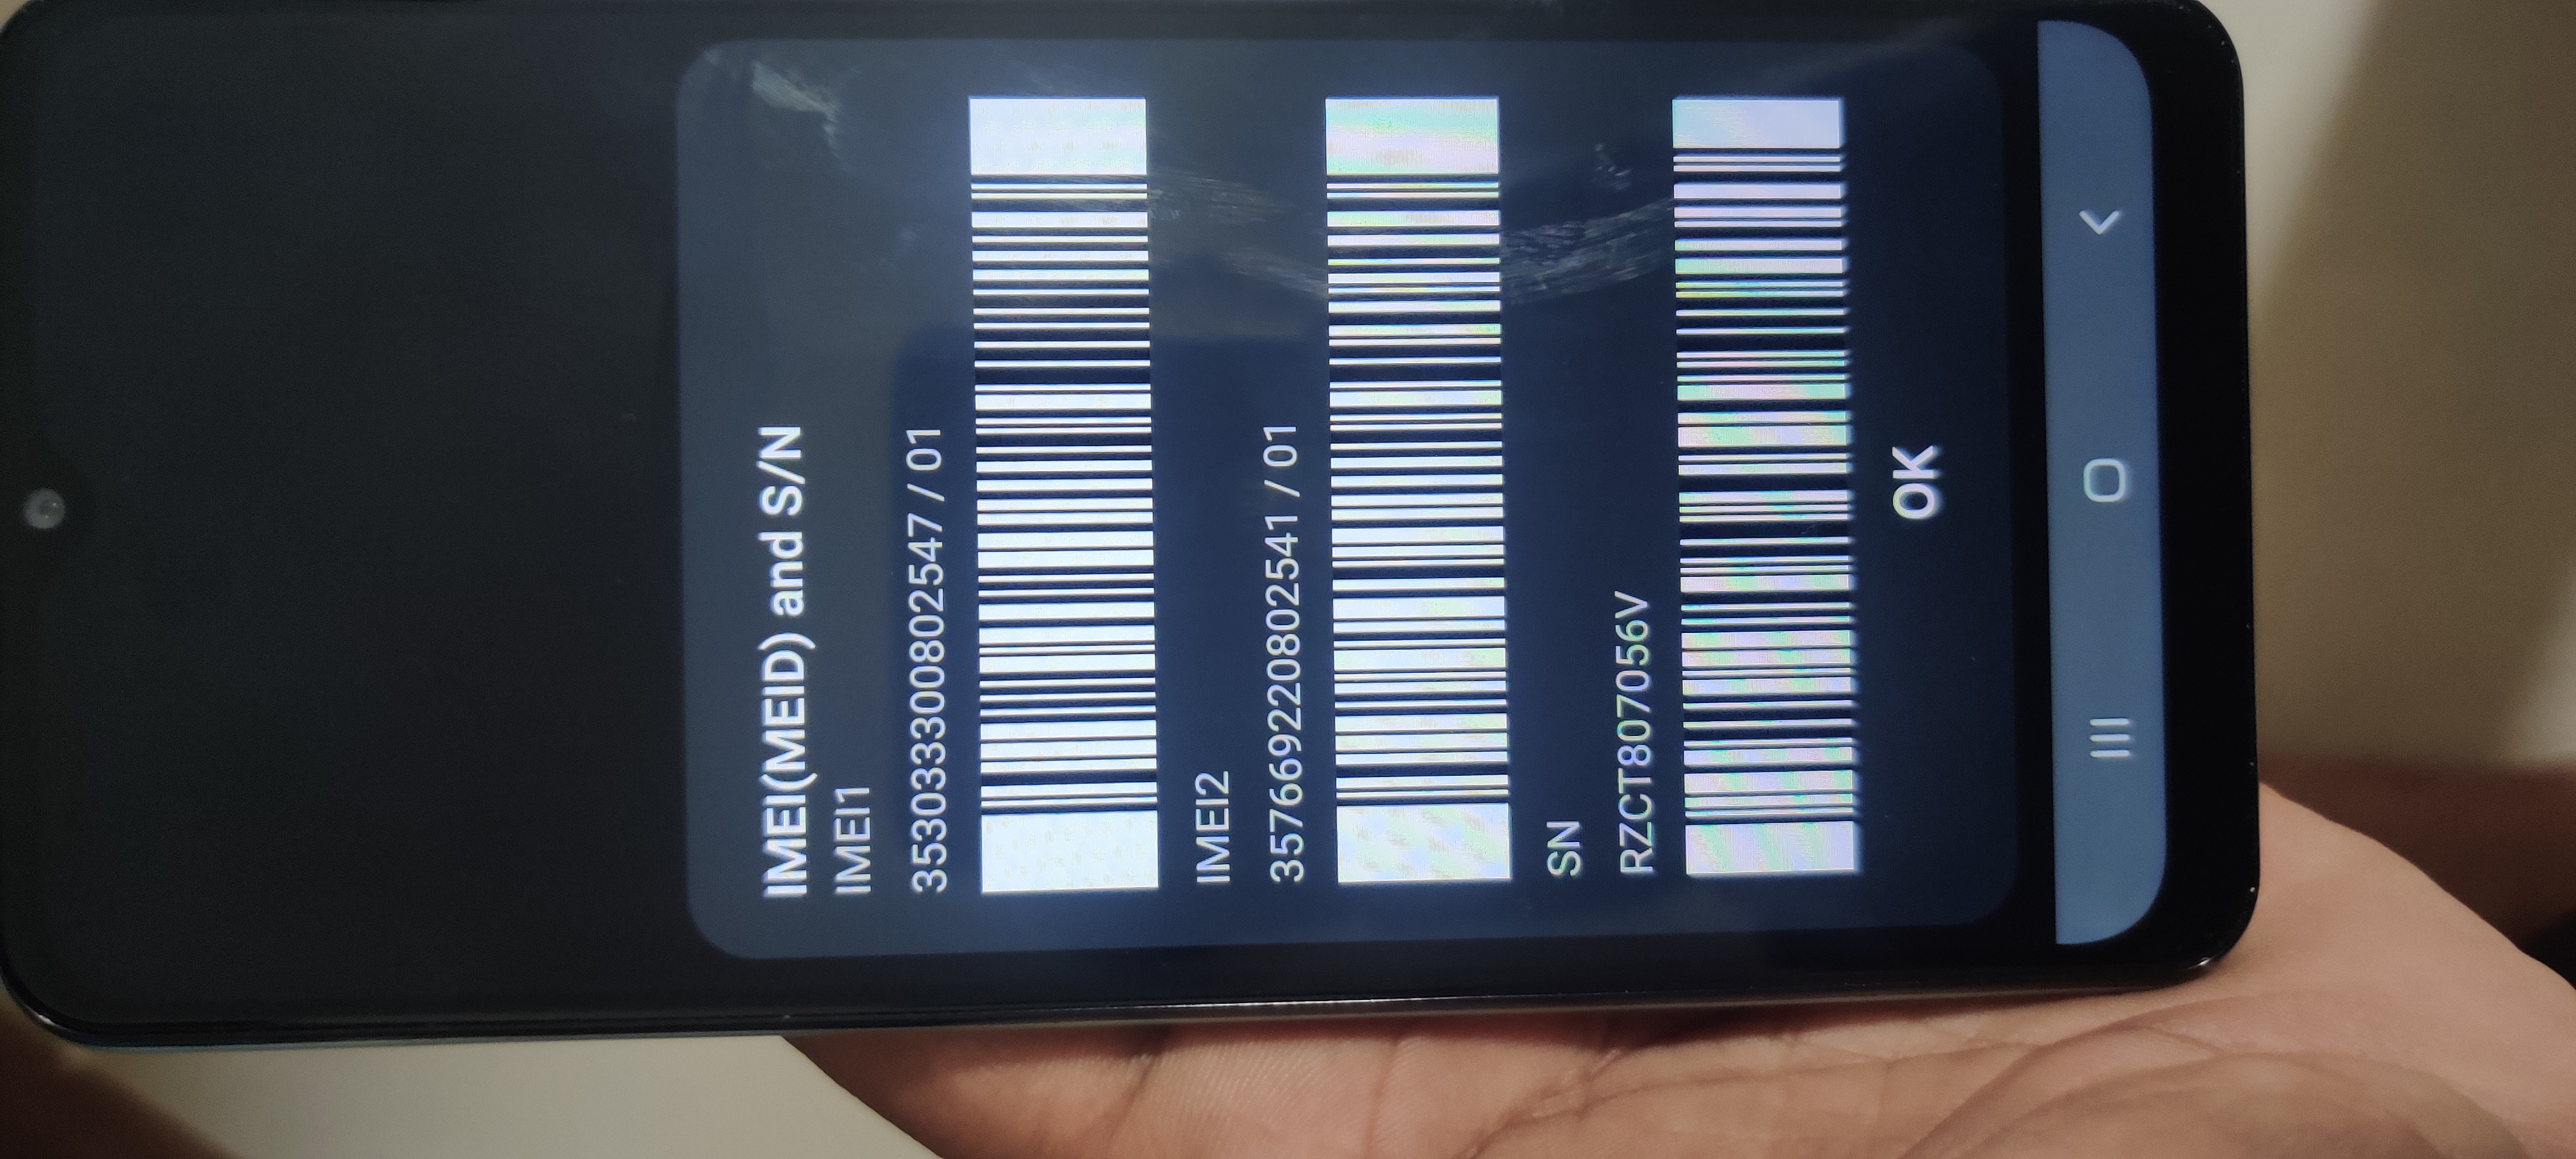 IMEI(MEID) and S/N
IMEI1
353033300802547 / 01
IMEI2
357669220802541 / 01
SN
RZCT807056V
OK